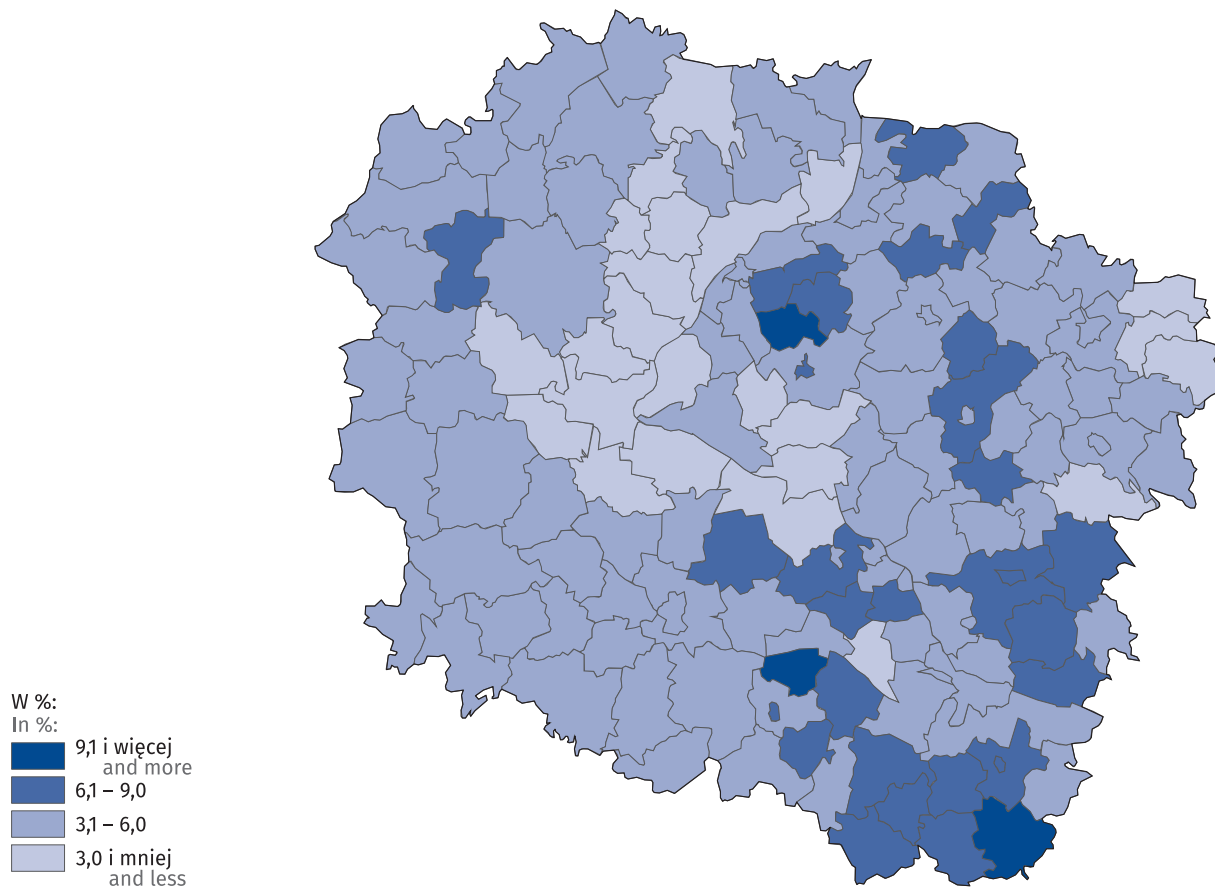 W %:
In %:
9,1 i więcej
and more
6,1 – 9,0
3,1 – 6,0
3,0 i mniej
and less